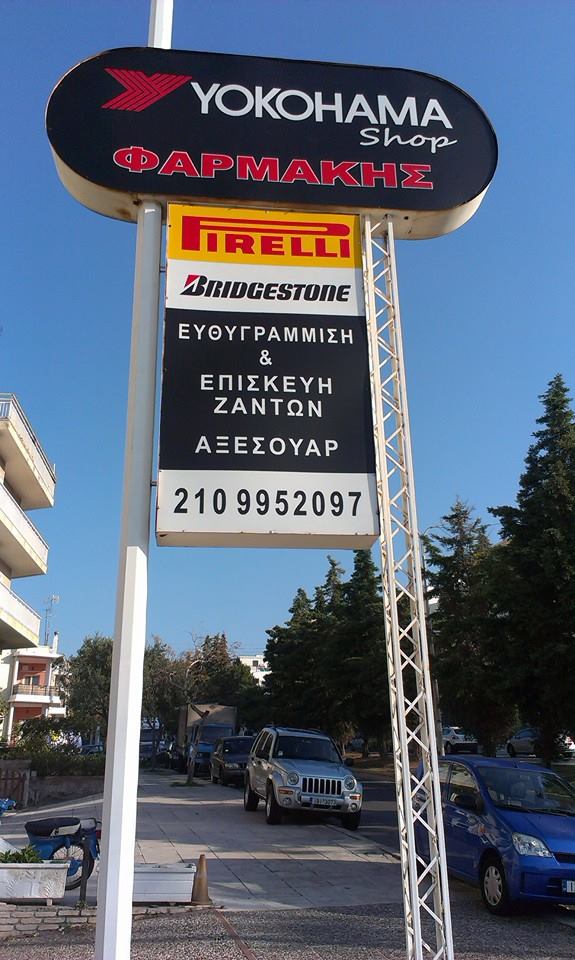 YOKOHAMA
Shop
ΦΑΡΜΑΚΗΣ
PIRELLI
BRIDGESTONE
ΕΥΘΥΓΡΑΜΜΙΣΗ
&
ΕΠΙΣΚΕΥΗ
ΖΑΝΤΩΝ
ΑΞΕΣΟΥΑΡ
210 9952097